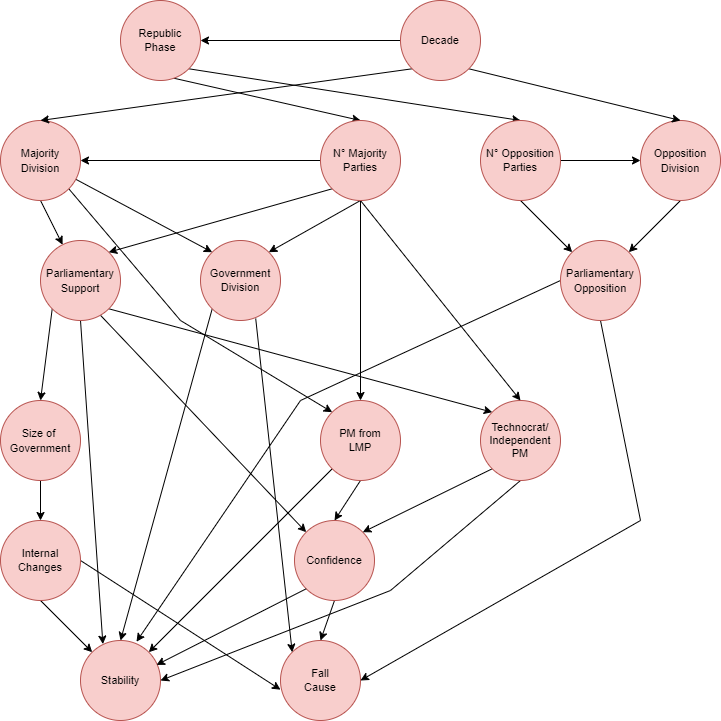 Republic
Phase
Decade
Majority
Division
N° Majority
Parties
N° Opposition
Parties
Opposition
Division
Parliamentary
Support
Government
Division
Parliamentary
Opposition
Size of
Government
PM from
LMP
Technocrat/
Independent
PM
Internal
Changes
Confidence
Stability
Fall
Cause